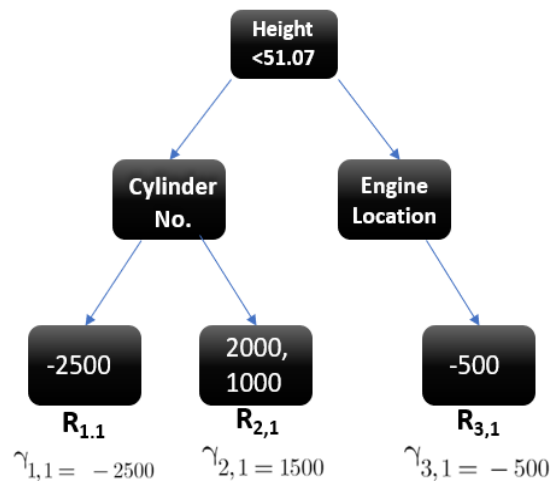 Height
<51.07
Cylinder
No.
Engine
Location
-2500
2000,
1000
-500
R1.1
R2,1
R3,1
γ1,1 = −2500
γ2,1 = 1500
γ3,1 = −500